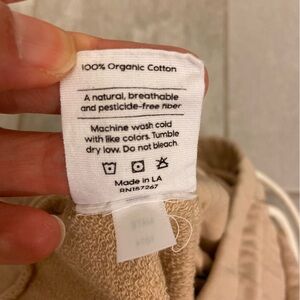 100% Organic Cotton
A natural, breathable
and pesticide-free fiber
Machine wash cold
with like colors. Tumble
dry low. Do not bleach.
Made in LA
RN157267